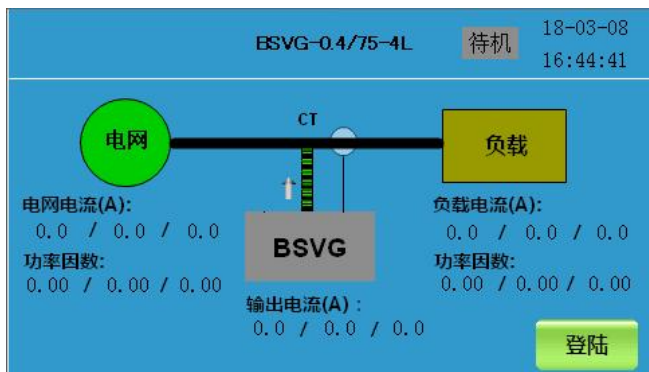 BSVG-0.4/75-4L
待机
18-03-08
16:44:41
CT
电网
负载
电网电流(A):
0.0 / 0.0 / 0.0
功率因数:
0.00 / 0.00 / 0.00
BSVG
负载电流(A):
0.0 / 0.0 / 0.0
功率因数:
0.00 / 0.00 / 0.00
输出电流(A) :
0.0 / 0.0 / 0.0
登陆